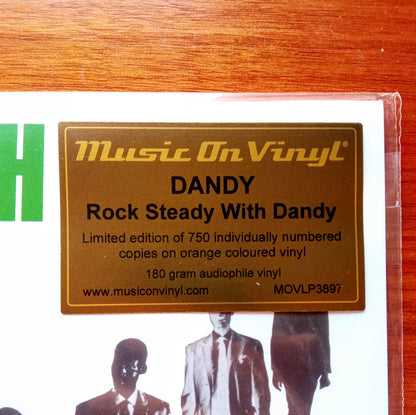 H
Music On Vinyl®
DANDY
Rock Steady With Dandy
Limited edition of 750 individually numbered
copies on orange coloured vinyl
180 gram audiophile vinyl
www.musiconvinyl.com MOVLP3897